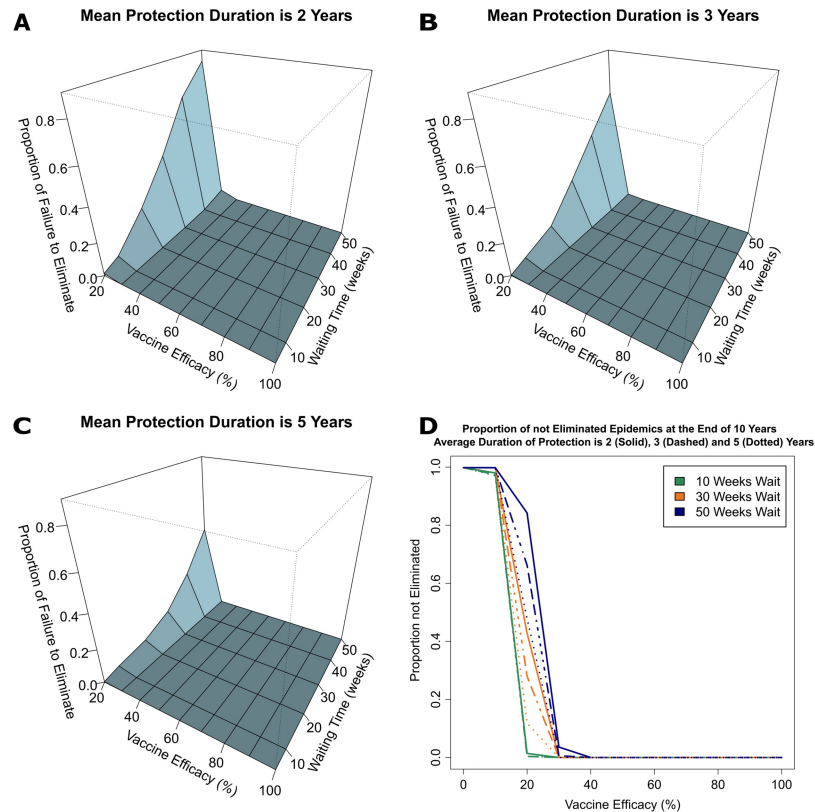 A
Mean Protection Duration is 2 Years
Proportion of Failure to Eliminate
0.8
0.6
0.4
0.2
0.0
20
40
60
80
100
Vaccine Efficacy (%)
10
20
30
40
50
Waiting Time (weeks)
B
Mean Protection Duration is 3 Years
Proportion of Failure to Eliminate
0.8
0.6
0.4
0.2
0.0
20
40
60
80
100
Vaccine Efficacy (%)
10
20
30
40
50
Waiting Time (weeks)
C
Mean Protection Duration is 5 Years
Proportion of Failure to Eliminate
0.8
0.6
0.4
0.2
0.0
20
40
60
80
100
Vaccine Efficacy (%)
10
20
30
40
50
Waiting Time (weeks)
D
Proportion of not Eliminated Epidemics at the End of 10 Years
Average Duration of Protection is 2 (Solid), 3 (Dashed) and 5 (Dotted) Years
10 Weeks Wait
30 Weeks Wait
50 Weeks Wait
Proportion not Eliminated
1.0
0.8
0.6
0.4
0.2
0.0
0
20
40
60
80
100
Vaccine Efficacy (%)